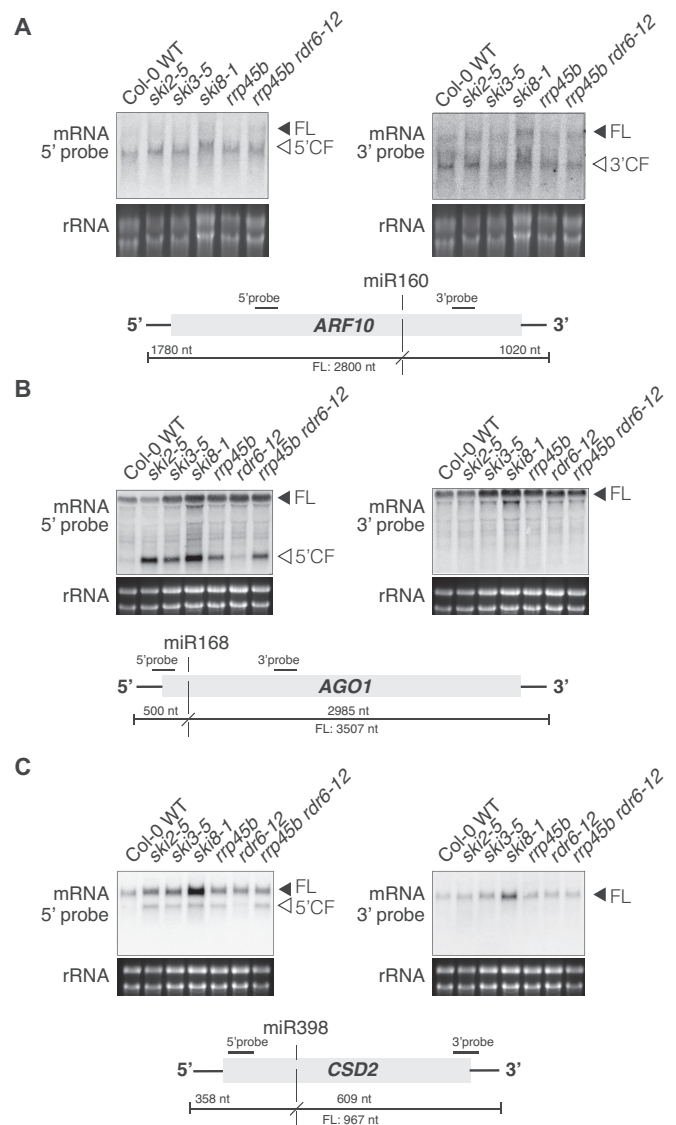 A
Col-0 WT
ski2-5
ski3-5
ski8-1
rrp45b
rrp45b rdr6-12
mRNA
5' probe
◀ FL
◁ 5'CF
rRNA
Col-0 WT
ski2-5
ski3-5
ski8-1
rrp45b
rrp45b rdr6-12
mRNA
3' probe
◀ FL
◁ 3'CF
rRNA
miR160
5'probe
3'probe
5' ARF10 3'
1780 nt
1020 nt
FL: 2800 nt
B
Col-0 WT
ski2-5
ski3-5
ski8-1
rrp45b
rdr6-12
rrp45b rdr6-12
mRNA
5' probe
◀ FL
◁ 5'CF
rRNA
Col-0 WT
ski2-5
ski3-5
ski8-1
rrp45b
rdr6-12
rrp45b rdr6-12
mRNA
3' probe
◀ FL
rRNA
miR168
5'probe
3'probe
5' AGO1 3'
500 nt
2985 nt
FL: 3507 nt
C
Col-0 WT
ski2-5
ski3-5
ski8-1
rrp45b
rdr6-12
rrp45b rdr6-12
mRNA
5' probe
◀ FL
◁ 5'CF
rRNA
Col-0 WT
ski2-5
ski3-5
ski8-1
rrp45b
rdr6-12
rrp45b rdr6-12
mRNA
3' probe
◀ FL
rRNA
miR398
5'probe
3'probe
5' CSD2 3'
358 nt
609 nt
FL: 967 nt